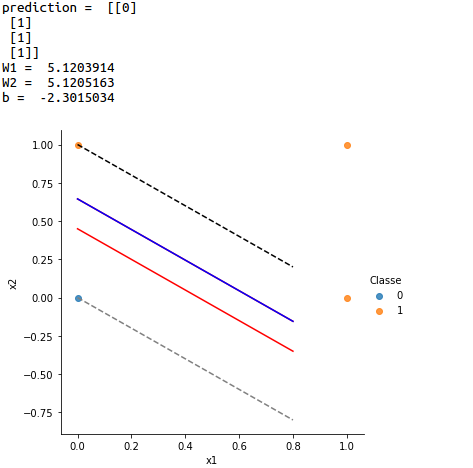 prediction =  [[0]
 [1]
 [1]
 [1]]
W1 =  5.1203914
W2 =  5.1205163
b =  -2.3015034
1.00
0.75
0.50
0.25
0.00
−0.25
−0.50
−0.75
x2
0.0 0.2 0.4 0.6 0.8 1.0
x1
Classe
0
1